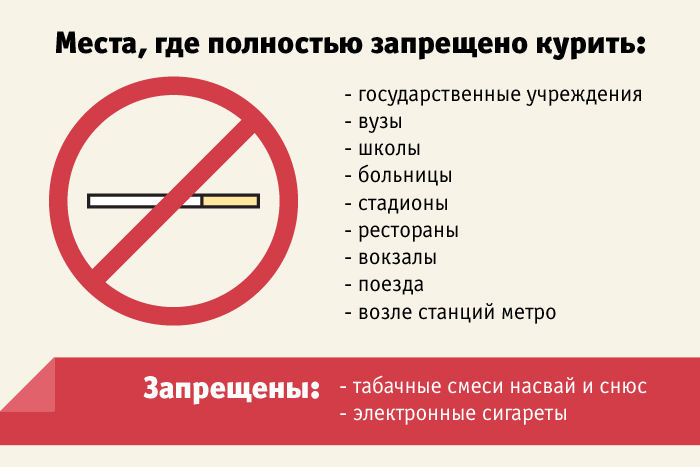 Места, где полностью запрещено курить:
- государственные учреждения
- вузы
- школы
- больницы
- стадионы
- рестораны
- вокзалы
- поезда
- возле станций метро
Запрещены:
- табачные смеси насвай и снюс
- электронные сигареты